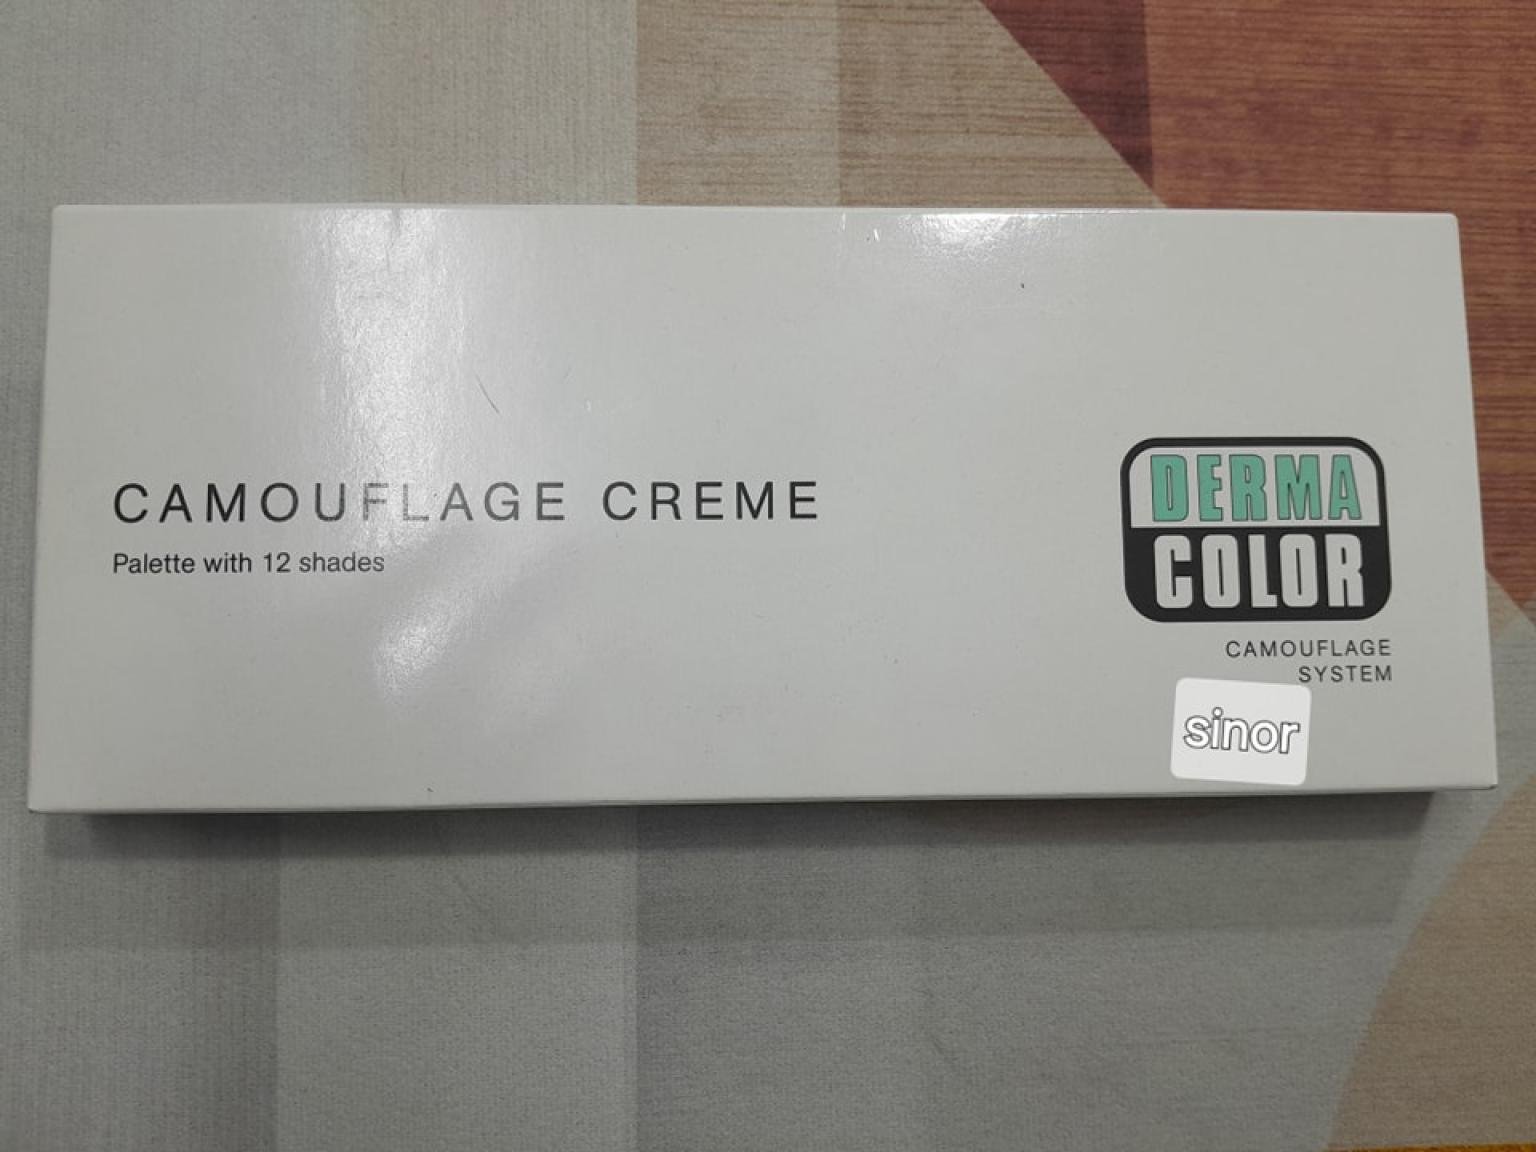 CAMOUFLAGE CREME
Palette with 12 shades
DERMA
COLOR
CAMOUFLAGE
SYSTEM
sinor